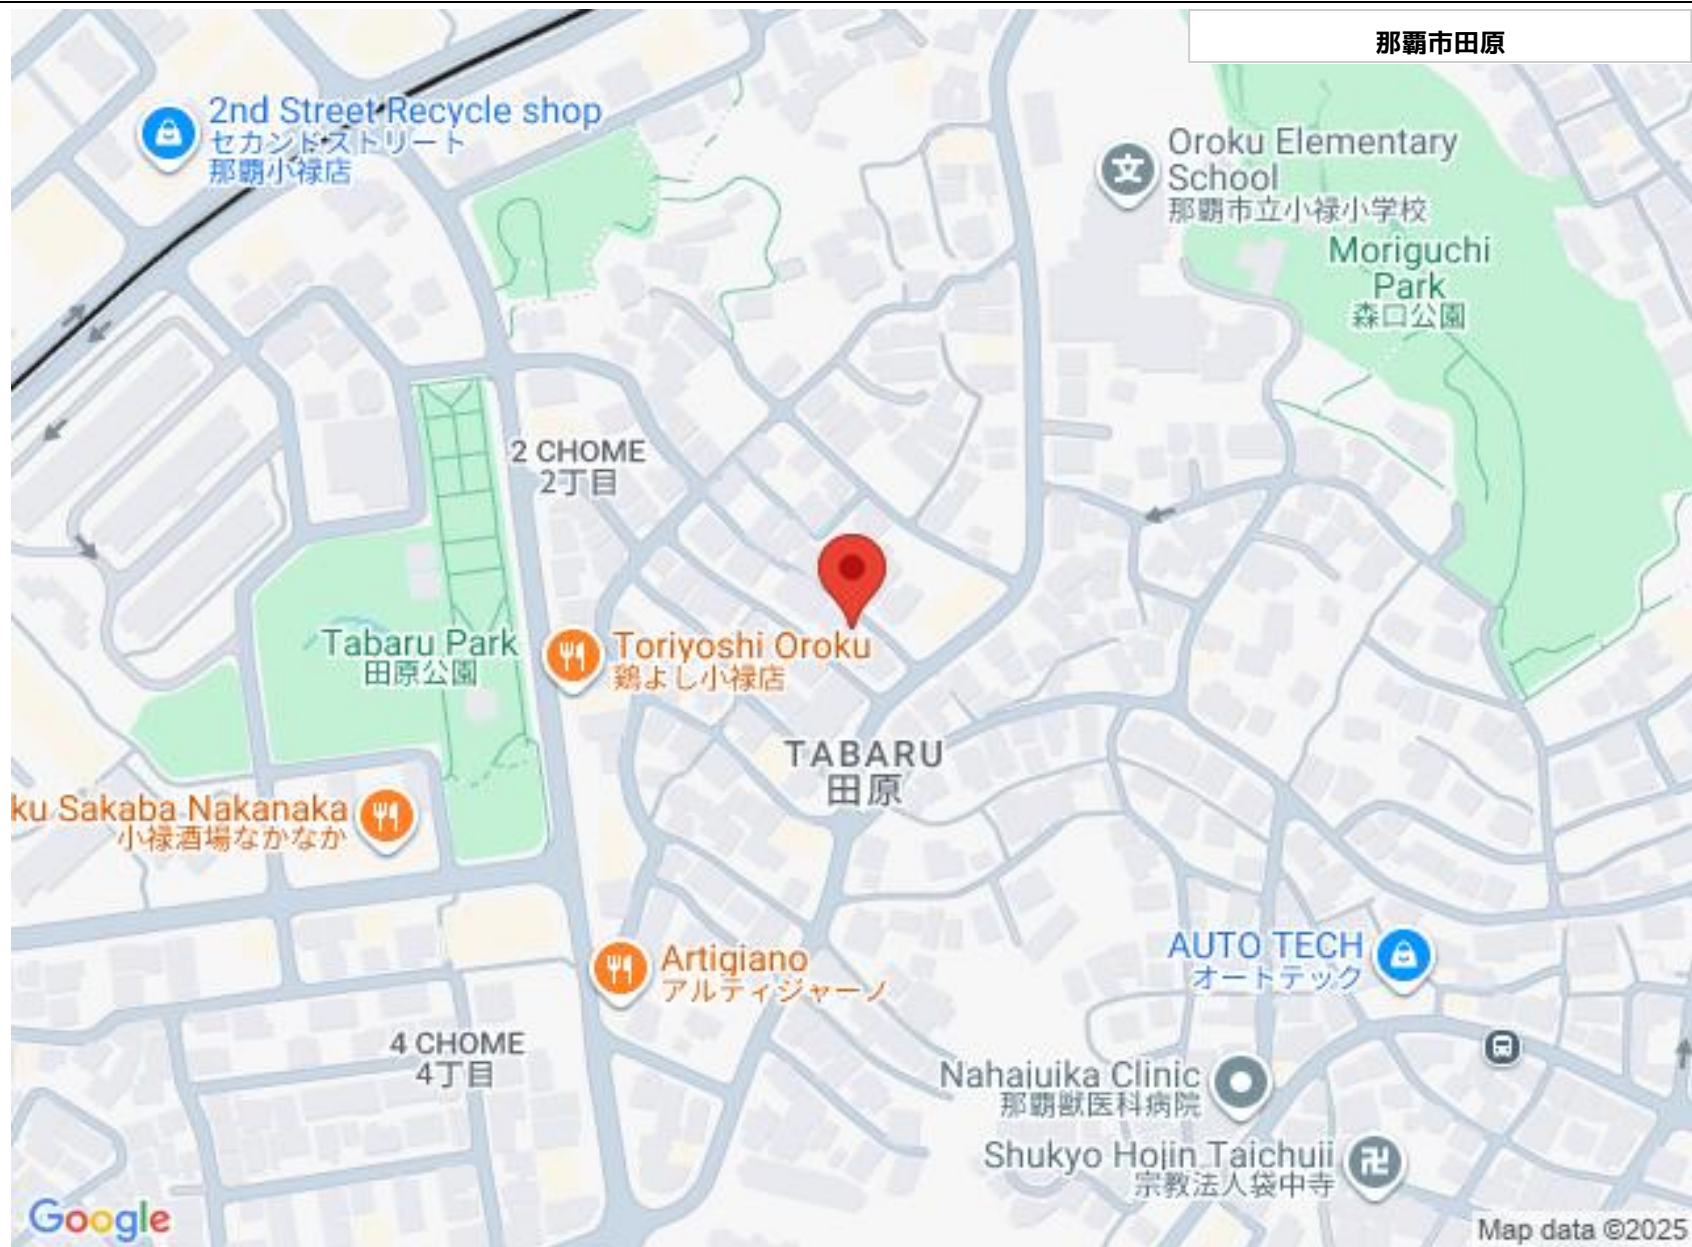 那覇市田原
2nd Street Recycle shop
セカンドストリート
那覇小禄店
Oroku Elementary
School
那覇市立小禄小学校
Moriguchi
Park
森口公園
2 CHOME
2丁目
Tabaru Park
田原公園
Toriyoshi Oroku
鶏よし小禄店
TABARU
田原
ku Sakaba Nakanaka
小禄酒場なかなか
Artigiano
アルティジャーノ
AUTO TECH
オートテック
4 CHOME
4丁目
Nahajuika Clinic
那覇獣医科病院
Shukyo Hojin Taichuji
宗教法人袋中寺
Google
Map data ©2025